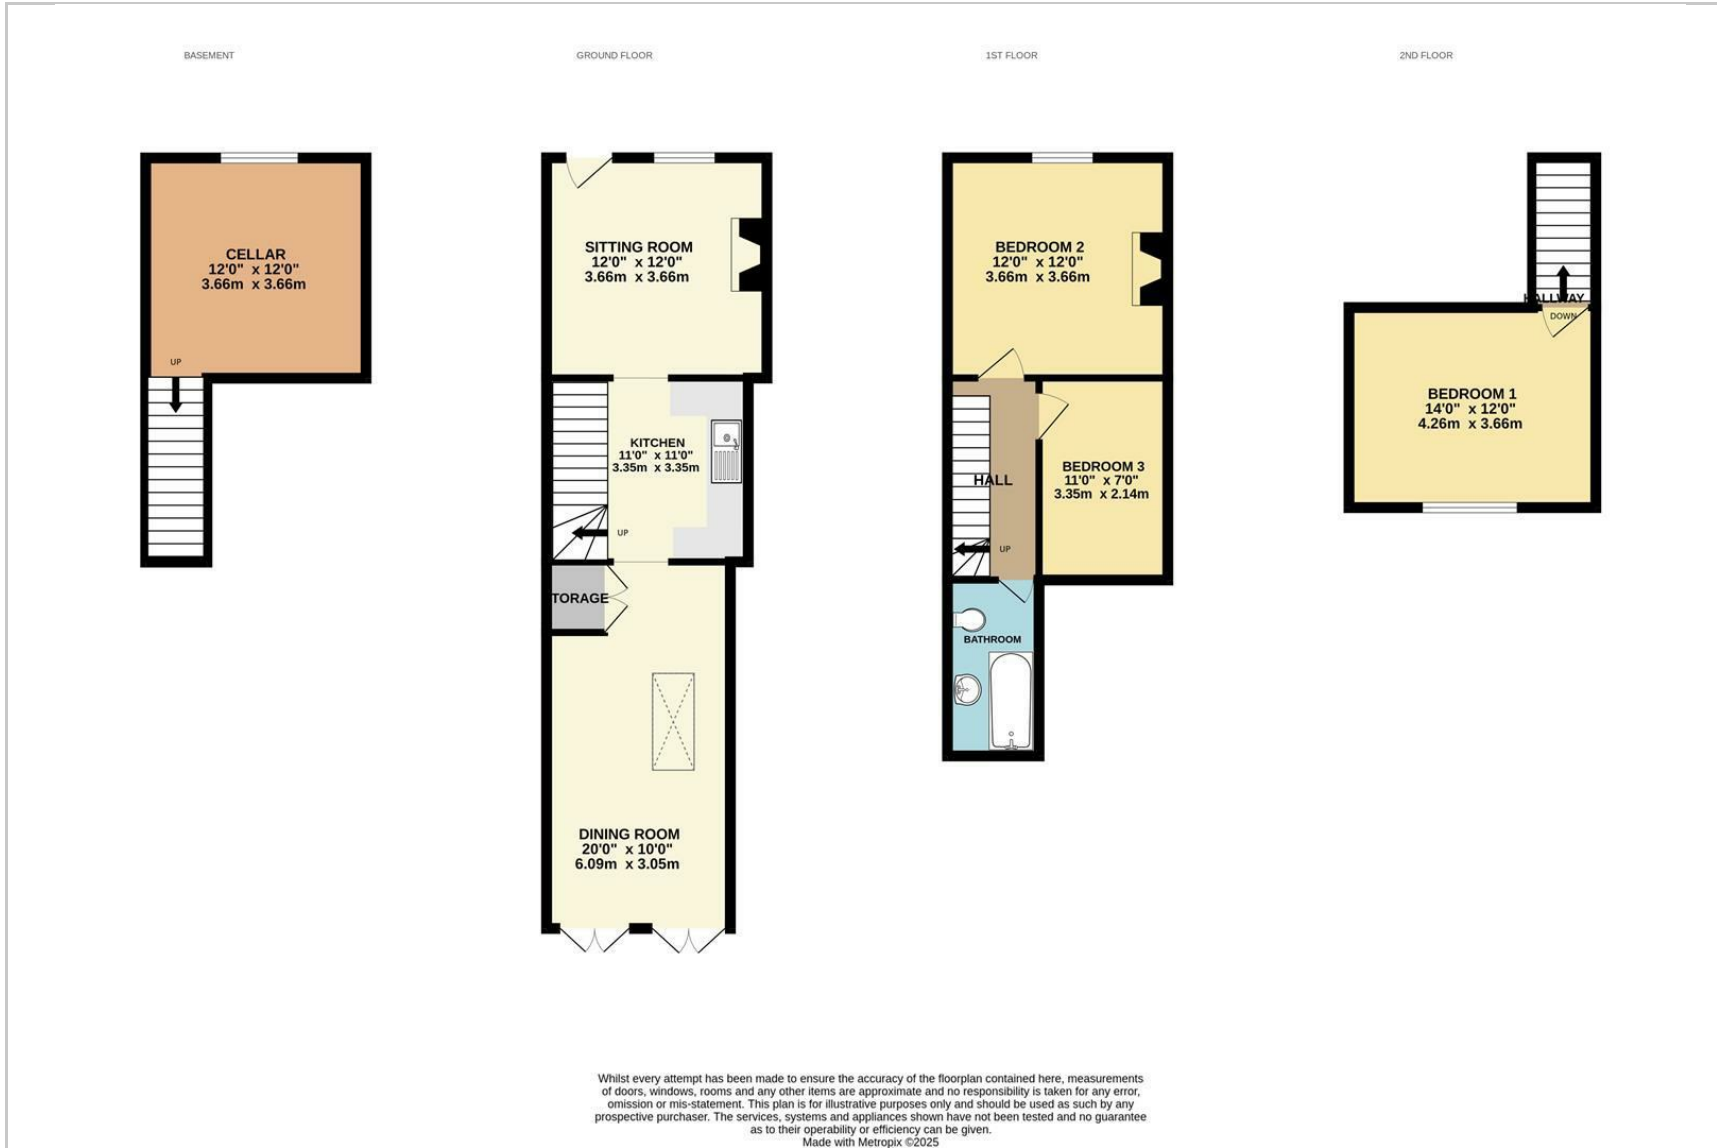 BASEMENT
GROUND FLOOR
1ST FLOOR
2ND FLOOR
CELLAR
12'0" x 12'0"
3.66m x 3.66m
UP
SITTING ROOM
12'0" x 12'0"
3.66m x 3.66m
KITCHEN
11'0" x 11'0"
3.35m x 3.35m
UP
TORAGE
DINING ROOM
20'0" x 10'0"
6.09m x 3.05m
BEDROOM 2
12'0" x 12'0"
3.66m x 3.66m
BEDROOM 3
11'0" x 7'0"
3.35m x 2.14m
HALL
UP
BATHROOM
HALLWAY
DOWN
BEDROOM 1
14'0" x 12'0"
4.26m x 3.66m
Whilst every attempt has been made to ensure the accuracy of the floorplan contained here, measurements
of doors, windows, rooms and any other items are approximate and no responsibility is taken for any error,
omission or mis-statement. This plan is for illustrative purposes only and should be used as such by any
prospective purchaser. The services, systems and appliances shown have not been tested and no guarantee
as to their operability or efficiency can be given.
Made with Metropix ©2025